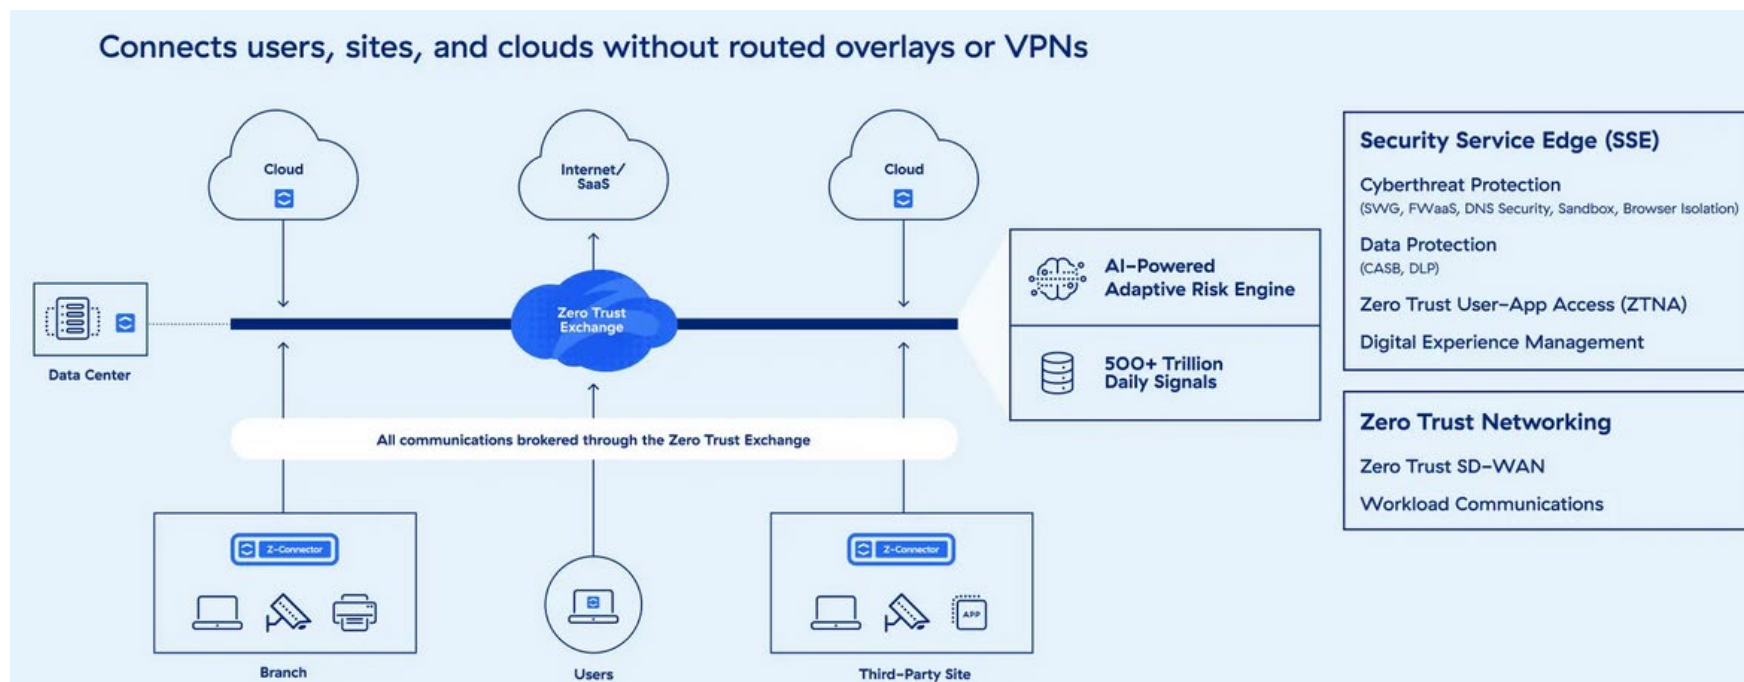 Connects users, sites, and clouds without routed overlays or VPNs
Cloud
Internet/
SaaS
Cloud
Data Center
Zero Trust
Exchange
AI-Powered
Adaptive Risk Engine
500+ Trillion
Daily Signals
All communications brokered through the Zero Trust Exchange
Z-Connector
Branch
Users
Z-Connector
APP
Third-Party Site
Security Service Edge (SSE)
Cyberthreat Protection
(SWG, FWaaS, DNS Security, Sandbox, Browser Isolation)
Data Protection
(CASB, DLP)
Zero Trust User-App Access (ZTNA)
Digital Experience Management
Zero Trust Networking
Zero Trust SD-WAN
Workload Communications